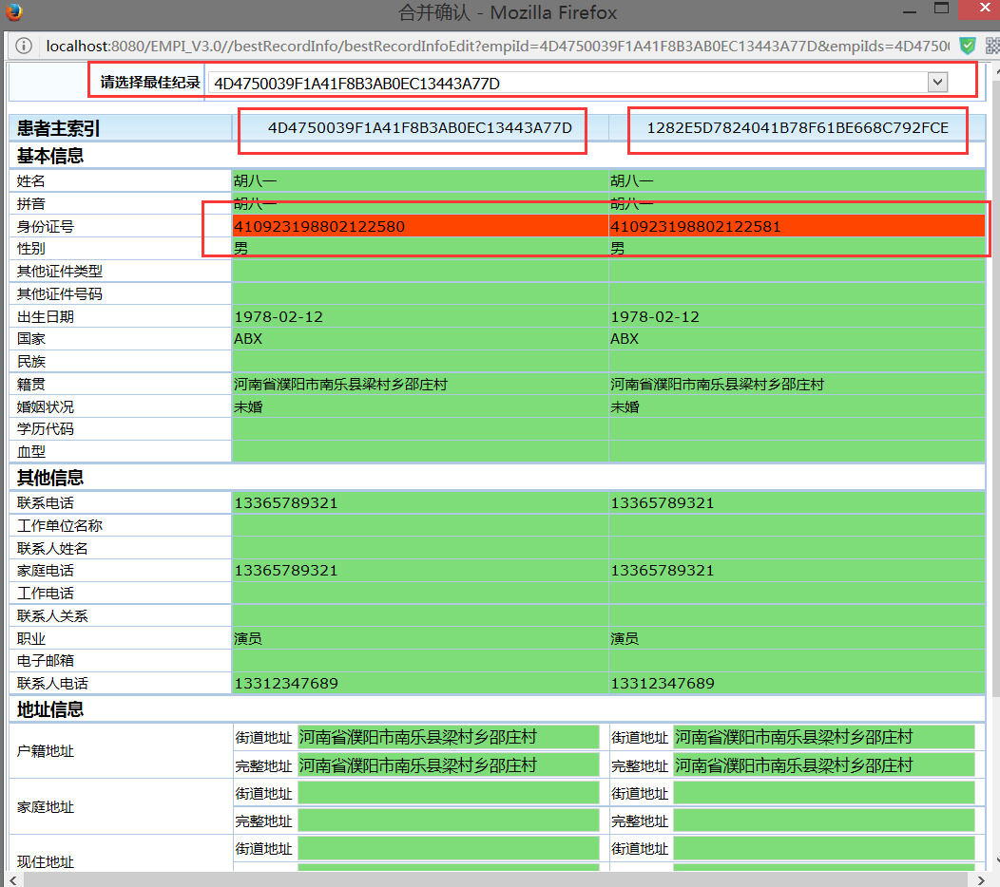 合并确认 - Mozilla Firefox
localhost:8080/EMPI_V3.0//bestRecordInfo/bestRecordInfoEdit?empiId=4D4750039F1A41F8B3AB0EC13443A77D&empiIds=4D4750
请选择最佳纪录 4D4750039F1A41F8B3AB0EC13443A77D
患者主索引 4D4750039F1A41F8B3AB0EC13443A77D 1282E5D7824041B78F61BE668C792FCE
基本信息
姓名 胡八一 胡八一
拼音 胡八一 胡八一
身份证号 410923198802122580 410923198802122581
性别 男 男
其他证件类型
其他证件号码
出生日期 1978-02-12 1978-02-12
国家 ABX ABX
民族
籍贯 河南省濮阳市南乐县梁村乡邵庄村 河南省濮阳市南乐县梁村乡邵庄村
婚姻状况 未婚 未婚
学历代码
血型
其他信息
联系电话 13365789321 13365789321
工作单位名称
联系人姓名
家庭电话 13365789321 13365789321
工作电话
联系人关系
职业 演员 演员
电子邮箱
联系人电话 13312347689 13312347689
地址信息
户籍地址 街道地址 河南省濮阳市南乐县梁村乡邵庄村 街道地址 河南省濮阳市南乐县梁村乡邵庄村
完整地址 河南省濮阳市南乐县梁村乡邵庄村 完整地址 河南省濮阳市南乐县梁村乡邵庄村
家庭地址 街道地址 街道地址
完整地址 完整地址
现住地址 街道地址 街道地址